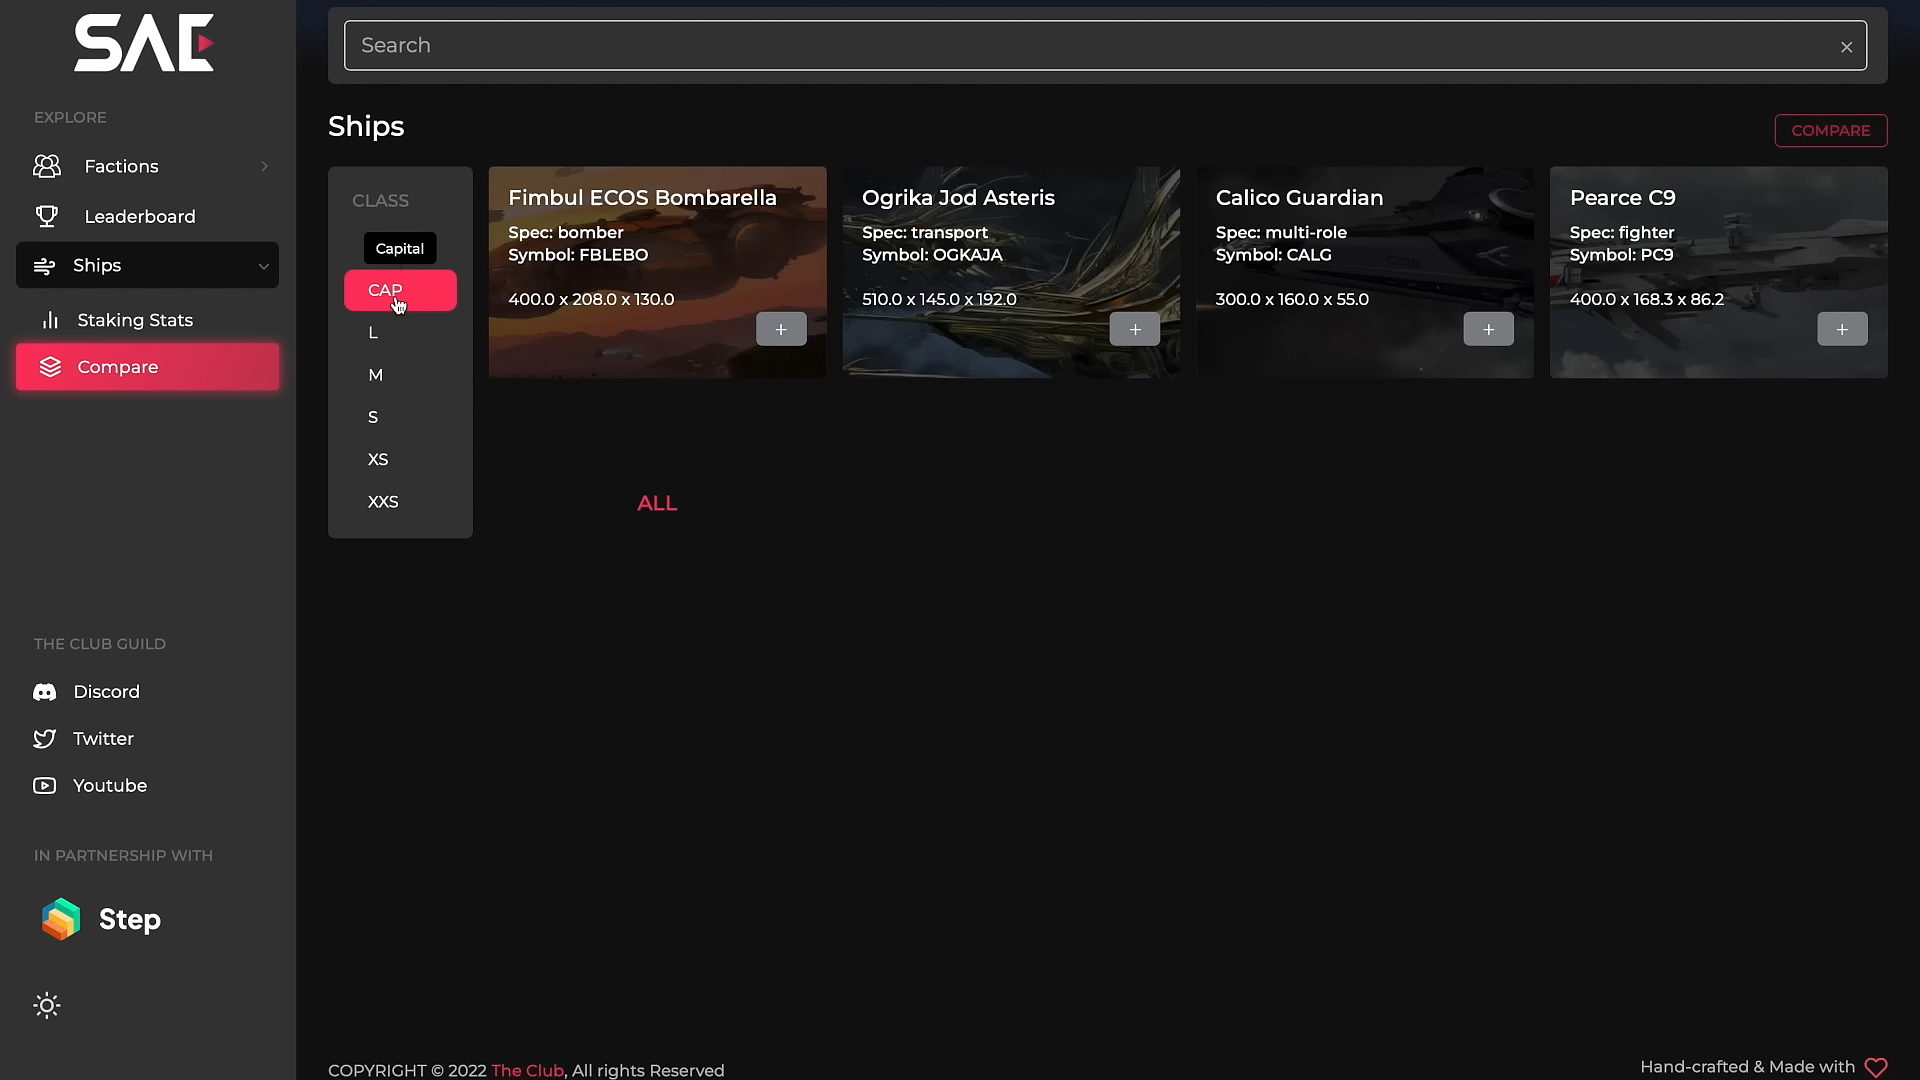 SAE
EXPLORE
Factions
Leaderboard
Ships
Staking Stats
Compare
THE CLUB GUILD
Discord
Twitter
Youtube
IN PARTNERSHIP WITH
Step
Search
Ships
COMPARE
CLASS
Capital
CAP
L
M
S
XS
XXS
Fimbul ECOS Bombarella
Spec: bomber
Symbol: FBLEBO
400.0 x 208.0 x 130.0
+
Ogrika Jod Asteris
Spec: transport
Symbol: OGKAJA
510.0 x 145.0 x 192.0
+
Calico Guardian
Spec: multi-role
Symbol: CALG
300.0 x 160.0 x 55.0
+
Pearce C9
Spec: fighter
Symbol: PC9
400.0 x 168.3 x 86.2
+
ALL
COPYRIGHT © 2022 The Club, All rights Reserved
Hand-crafted & Made with